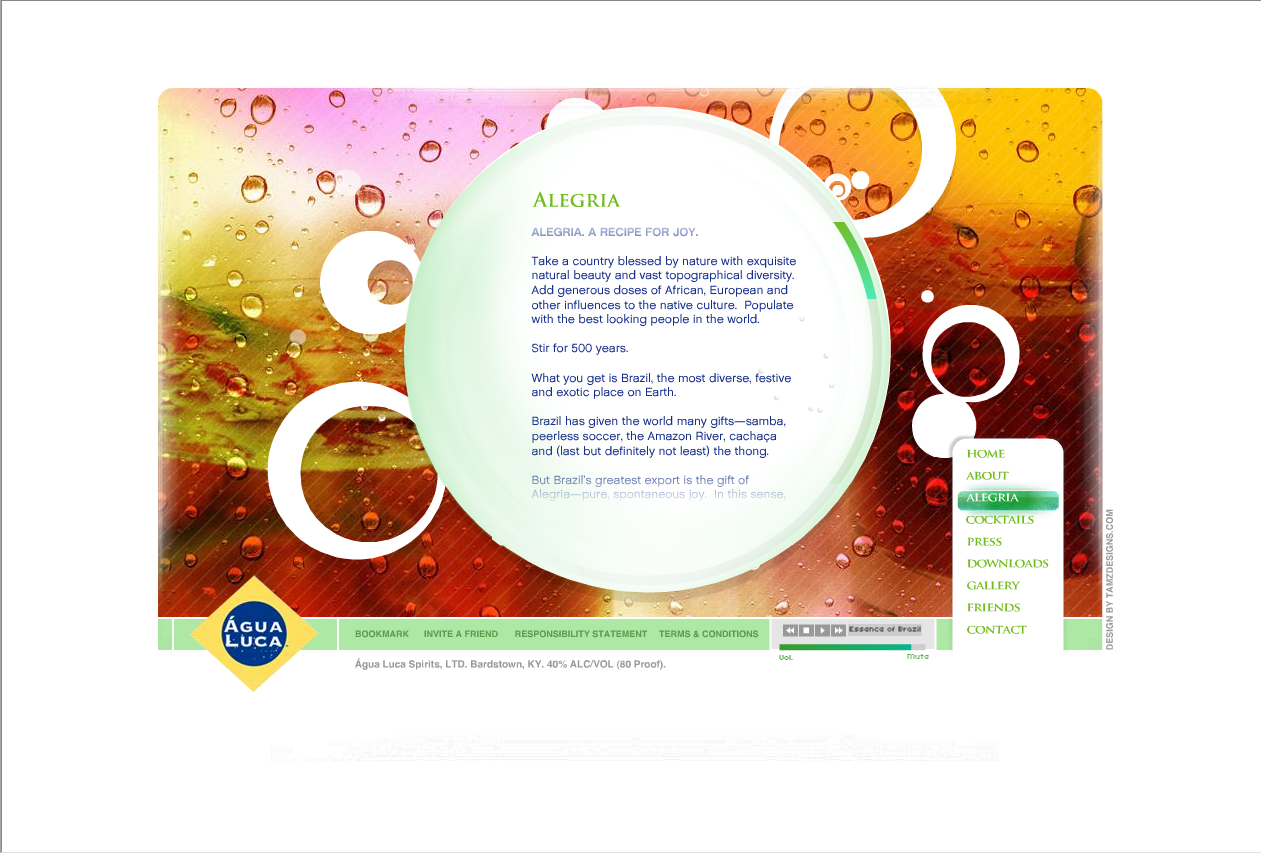 ALEGRIA
ALEGRIA. A RECIPE FOR JOY.
Take a country blessed by nature with exquisite
natural beauty and vast topographical diversity.
Add generous doses of African, European and
other influences to the native culture.  Populate
with the best looking people in the world.
Stir for 500 years.
What you get is Brazil, the most diverse, festive
and exotic place on Earth.
Brazil has given the world many gifts—samba,
peerless soccer, the Amazon River, cachaça
and (last but definitely not least) the thong.
But Brazil's greatest export is the gift of
Alegria—pure, spontaneous joy.  In this sense,
HOME
ABOUT
ALEGRIA
COCKTAILS
PRESS
DOWNLOADS
GALLERY
FRIENDS
CONTACT
DESIGN BY TAMZDESIGNS.COM
ÁGUA
LUCA
BOOKMARK INVITE A FRIEND RESPONSIBILITY STATEMENT TERMS & CONDITIONS
Essence of Brazil
Vol. Mute
Água Luca Spirits, LTD. Bardstown, KY. 40% ALC/VOL (80 Proof).